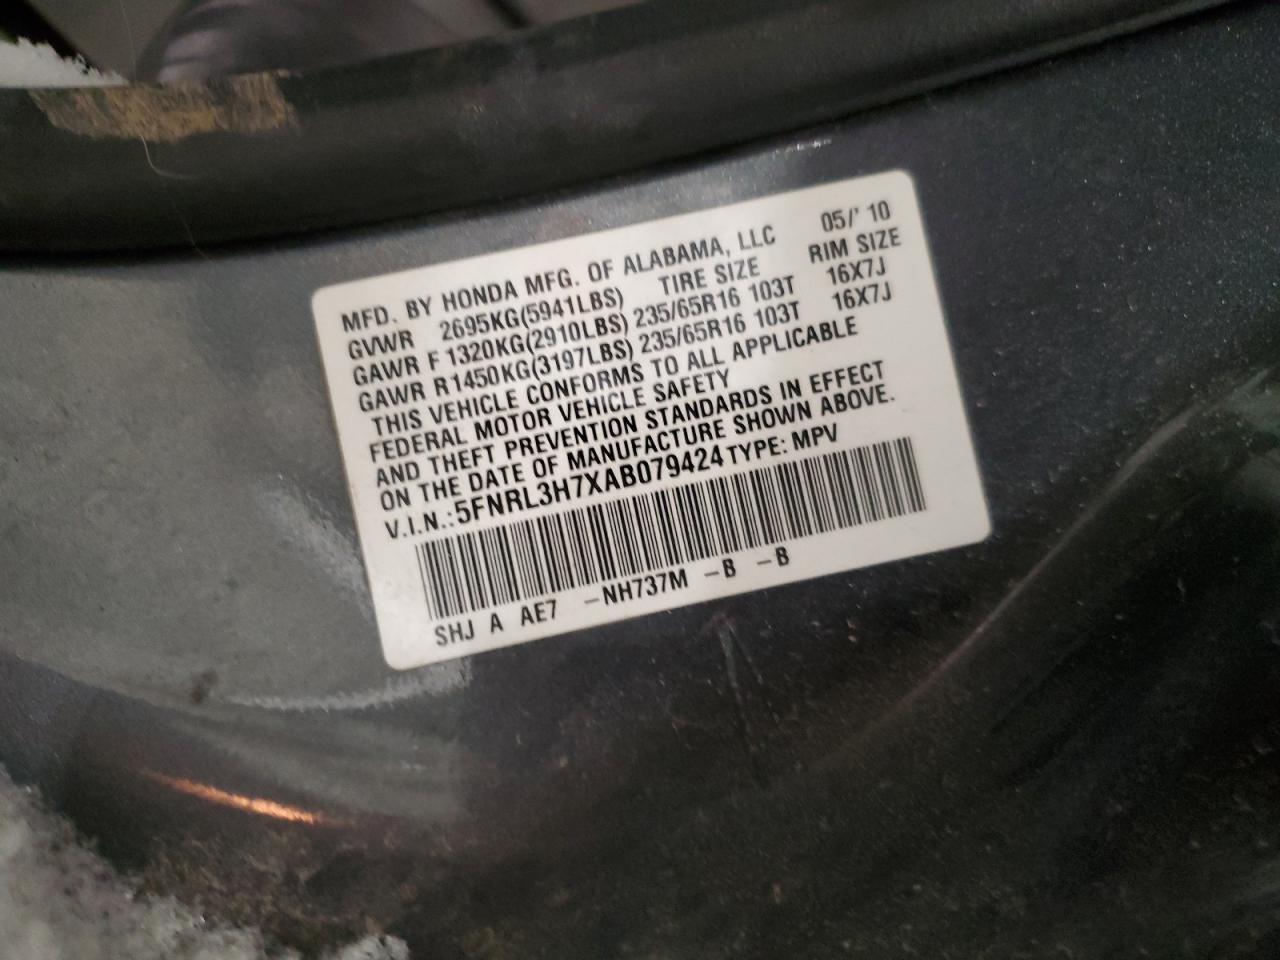 MFD. BY HONDA MFG. OF ALABAMA, LLC 05/' 10
GVWR 2695KG(5941LBS) TIRE SIZE RIM SIZE
GAWR F 1320KG(2910LBS) 235/65R16 103T 16X7J
GAWR R1450KG(3197LBS) 235/65R16 103T 16X7J
THIS VEHICLE CONFORMS TO ALL APPLICABLE
FEDERAL MOTOR VEHICLE SAFETY
AND THEFT PREVENTION STANDARDS IN EFFECT
ON THE DATE OF MANUFACTURE SHOWN ABOVE.
V.I.N.:5FNRL3H7XAB079424 TYPE: MPV
SHJ A AE7 -NH737M -B -B